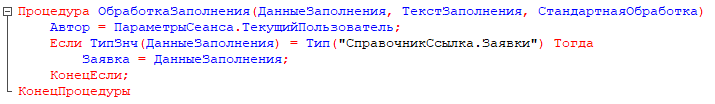 Процедура ОбработкаЗаполнения(ДанныеЗаполнения, ТекстЗаполнения, СтандартнаяОбработка)
Автор = ПараметрыСеанса.ТекущийПользователь;
Если ТипЗнч(ДанныеЗаполнения) = Тип("СправочникСсылка.Заявки") Тогда
Заявка = ДанныеЗаполнения;
КонецЕсли;
КонецПроцедуры